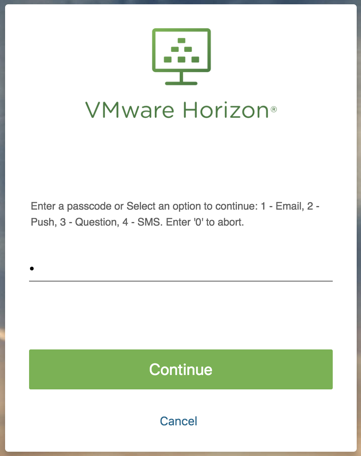 VMware Horizon®
Enter a passcode or Select an option to continue: 1 - Email, 2 -
Push, 3 - Question, 4 - SMS. Enter '0' to abort.
•
Continue
Cancel